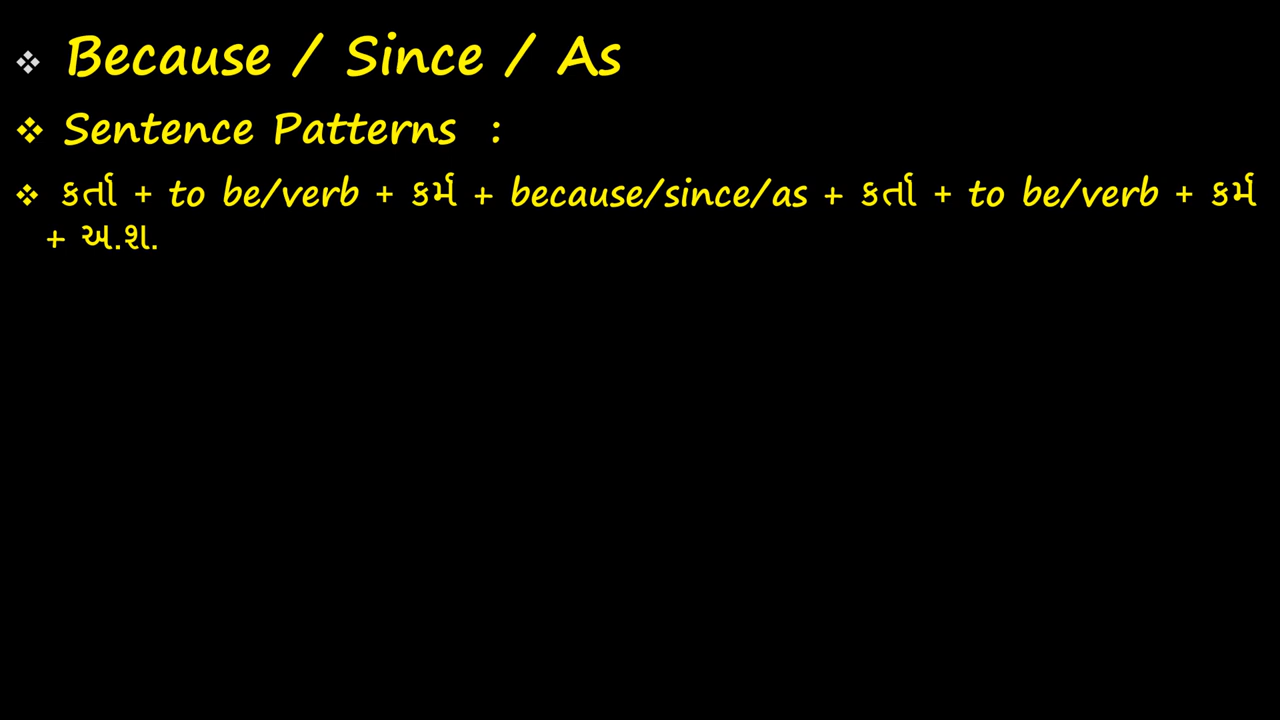 ❖ Because / Since / As
❖ Sentence Patterns :
❖ કર્તા + to be/verb + કર્મ + because/since/as + કર્તા + to be/verb + કર્મ
+ અ.શ.